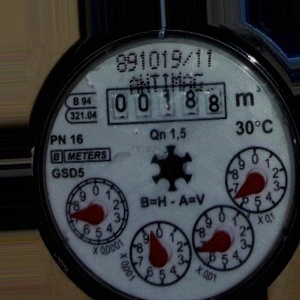 891019/11
ANTIMAG
B 94
321.04
00188 m³
PN 16
Qn 1,5
30°C
B METERS
GSD5
B=H - A=V
X 0,1
X 0,01
X 0,001
X 0,0001